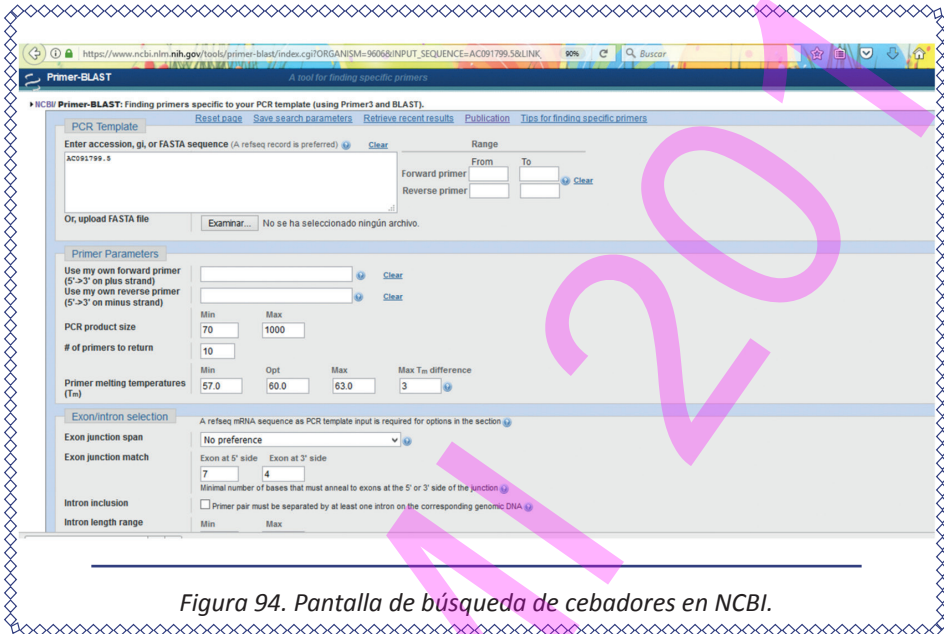 https://www.ncbi.nlm.nih.gov/tools/primer-blast/index.cgi?ORGANISM=9606&INPUT_SEQUENCE=AC091799.5&LINK 90% Buscar
Primer-BLAST A tool for finding specific primers
NCBI/ Primer-BLAST: Finding primers specific to your PCR template (using Primer3 and BLAST).
Reset page Save search parameters Retrieve recent results Publication Tips for finding specific primers
PCR Template
Enter accession, gi, or FASTA sequence (A refseq record is preferred) Clear Range
AC091799.5
From To
Forward primer Clear
Reverse primer
Or, upload FASTA file Examinar... No se ha seleccionado ningún archivo.
Primer Parameters
Use my own forward primer
(5'->3' on plus strand) Clear
Use my own reverse primer
(5'->3' on minus strand) Clear
Min Max
PCR product size 70 1000
# of primers to return 10
Min Opt Max Max Tm difference
Primer melting temperatures 57.0 60.0 63.0 3
(Tm)
Exon/intron selection
A refseq mRNA sequence as PCR template input is required for options in the section
Exon junction span No preference
Exon junction match Exon at 5' side Exon at 3' side
7 4
Minimal number of bases that must anneal to exons at the 5' or 3' side of the junction
Intron inclusion Primer pair must be separated by at least one intron on the corresponding genomic DNA
Intron length range Min Max
Figura 94. Pantalla de búsqueda de cebadores en NCBI.